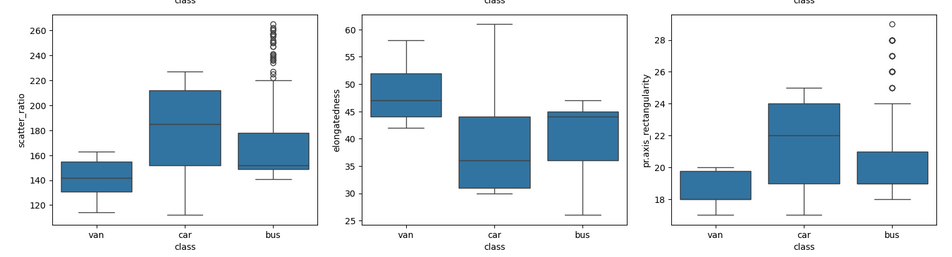 class
class
class
scatter_ratio
260
240
220
200
180
160
140
120
van
car
bus
class
elongatedness
60
55
50
45
40
35
30
25
van
car
bus
class
pr.axis_rectangularity
28
26
24
22
20
18
van
car
bus
class